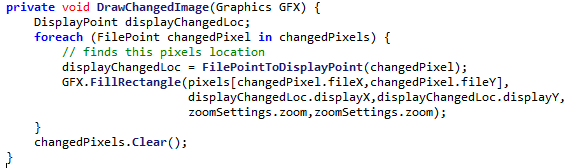 private void DrawChangedImage(Graphics GFX) {
DisplayPoint displayChangedLoc;
foreach (FilePoint changedPixel in changedPixels) {
// finds this pixels location
displayChangedLoc = FilePointToDisplayPoint(changedPixel);
GFX.FillRectangle(pixels[changedPixel.fileX,changedPixel.fileY],
displayChangedLoc.displayX,displayChangedLoc.displayY,
zoomSettings.zoom,zoomSettings.zoom);
}
changedPixels.Clear();
}